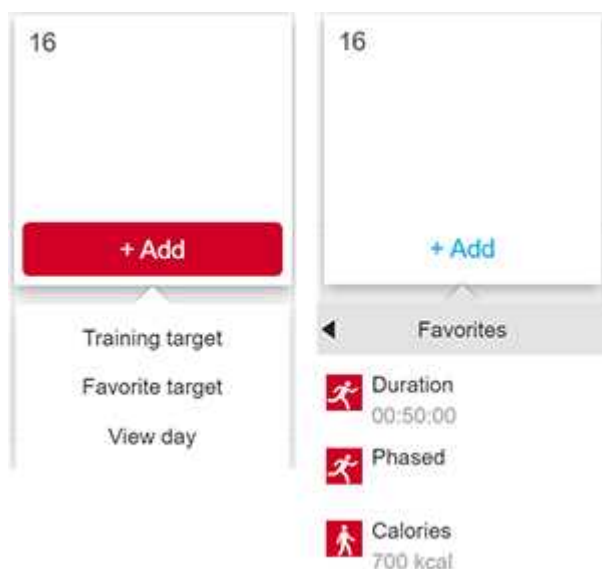 16
+ Add
Training target
Favorite target
View day
16
+ Add
Favorites
Duration
00:50:00
Phased
Calories
700 kcal